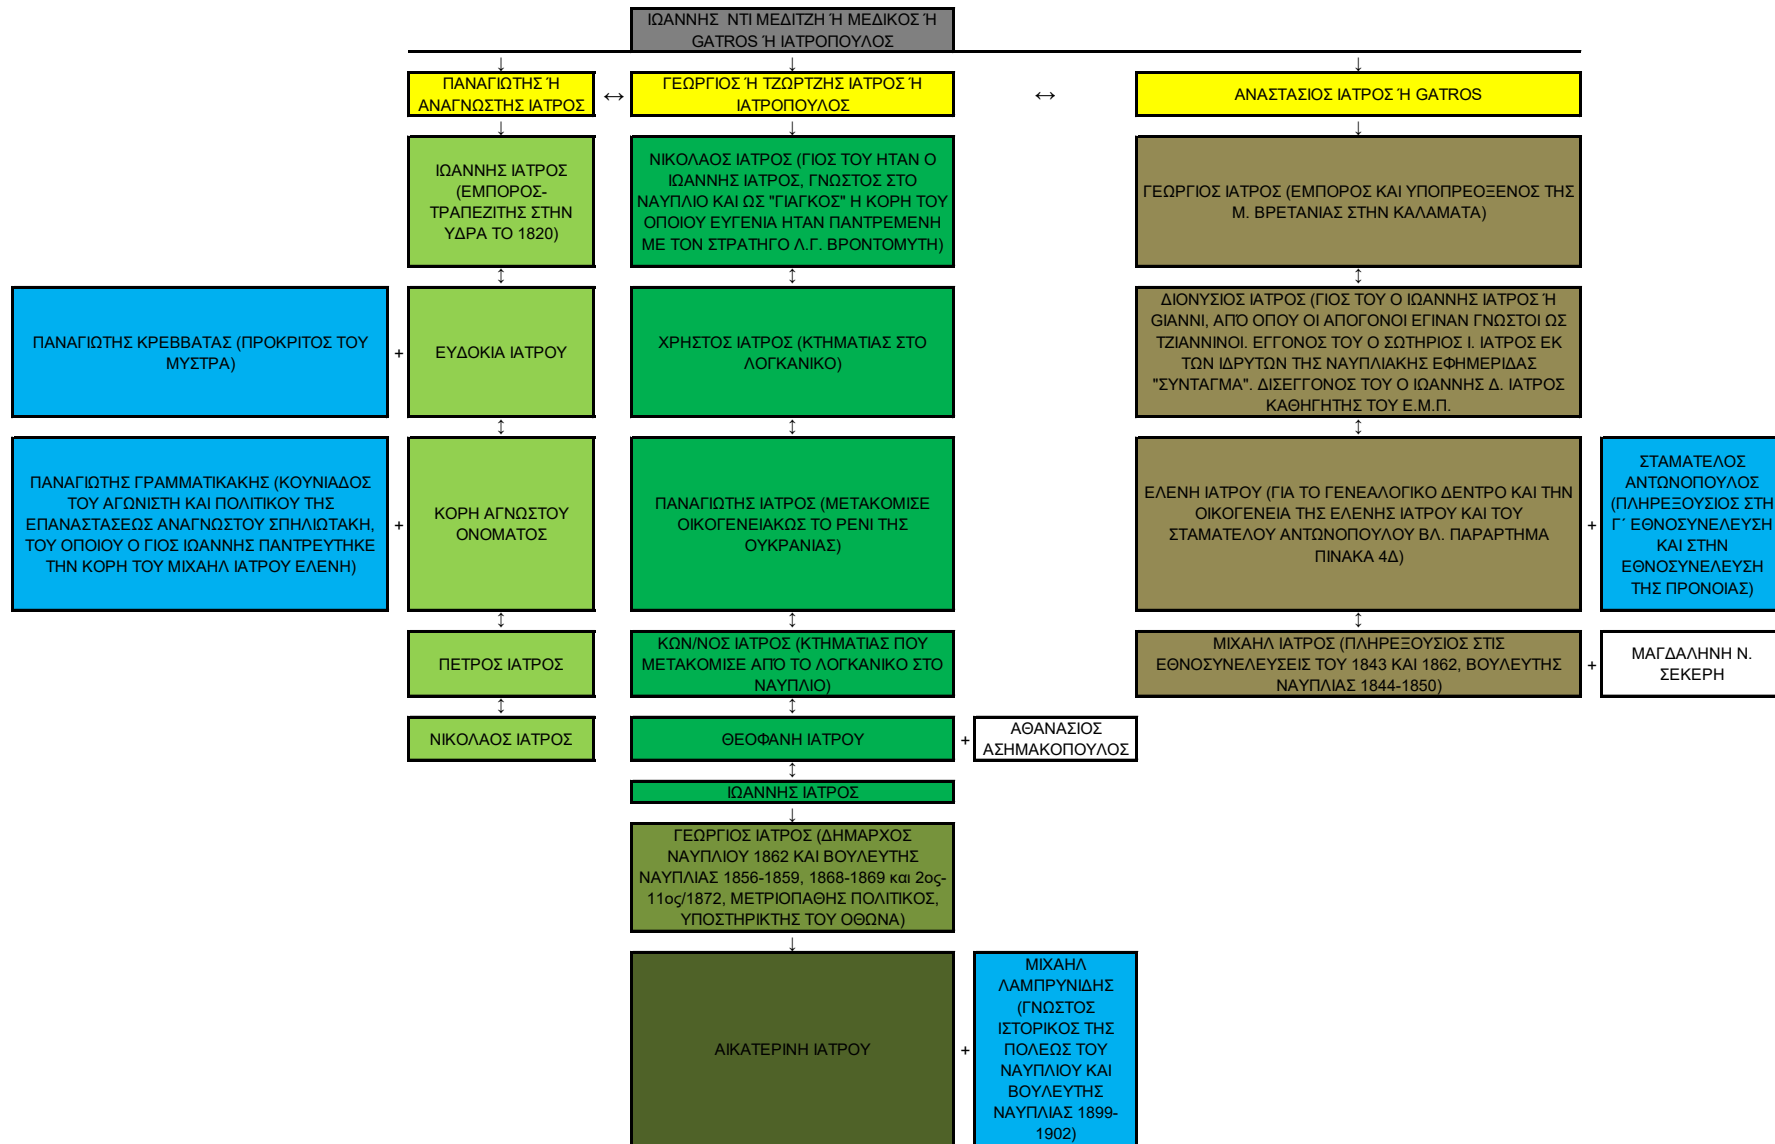 ΙΩΑΝΝΗΣ ΝΤΙ ΜΕΔΙΤΖΗ Ή ΜΕΔΙΚΟΣ Ή
GATROS Ή ΙΑΤΡΟΠΟΥΛΟΣ
↓ ↓ ↓
ΠΑΝΑΓΙΩΤΗΣ Ή
ΑΝΑΓΝΩΣΤΗΣ ΙΑΤΡΟΣ
↔
ΓΕΩΡΓΙΟΣ Ή ΤΖΩΡΤΖΗΣ ΙΑΤΡΟΣ Ή
ΙΑΤΡΟΠΟΥΛΟΣ
↔
ΑΝΑΣΤΑΣΙΟΣ ΙΑΤΡΟΣ Ή GATROS
↓ ↓ ↓
ΙΩΑΝΝΗΣ ΙΑΤΡΟΣ
(ΕΜΠΟΡΟΣ-
ΤΡΑΠΕΖΙΤΗΣ ΣΤΗΝ
ΥΔΡΑ ΤΟ 1820)
ΝΙΚΟΛΑΟΣ ΙΑΤΡΟΣ (ΓΙΟΣ ΤΟΥ ΗΤΑΝ Ο
ΙΩΑΝΝΗΣ ΙΑΤΡΟΣ, ΓΝΩΣΤΟΣ ΣΤΟ
ΝΑΥΠΛΙΟ ΚΑΙ ΩΣ "ΓΙΑΓΚΟΣ" Η ΚΟΡΗ ΤΟΥ
ΟΠΟΙΟΥ ΕΥΓΕΝΙΑ ΗΤΑΝ ΠΑΝΤΡΕΜΕΝΗ
ΜΕ ΤΟΝ ΣΤΡΑΤΗΓΟ Λ.Γ. ΒΡΟΝΤΟΜΥΤΗ)
ΓΕΩΡΓΙΟΣ ΙΑΤΡΟΣ (ΕΜΠΟΡΟΣ ΚΑΙ ΥΠΟΠΡΕΟΞΕΝΟΣ ΤΗΣ
Μ. ΒΡΕΤΑΝΙΑΣ ΣΤΗΝ ΚΑΛΑΜΑΤΑ)
↕ ↕ ↕
ΠΑΝΑΓΙΩΤΗΣ ΚΡΕΒΒΑΤΑΣ (ΠΡΟΚΡΙΤΟΣ ΤΟΥ
ΜΥΣΤΡΑ)
+
ΕΥΔΟΚΙΑ ΙΑΤΡΟΥ
ΧΡΗΣΤΟΣ ΙΑΤΡΟΣ (ΚΤΗΜΑΤΙΑΣ ΣΤΟ
ΛΟΓΚΑΝΙΚΟ)
ΔΙΟΝΥΣΙΟΣ ΙΑΤΡΟΣ (ΓΙΟΣ ΤΟΥ Ο ΙΩΑΝΝΗΣ ΙΑΤΡΟΣ Ή
GIANNI, ΑΠΌ ΟΠΟΥ ΟΙ ΑΠΟΓΟΝΟΙ ΕΓΙΝΑΝ ΓΝΩΣΤΟΙ ΩΣ
ΤΖΙΑΝΝΙΝΟΙ. ΕΓΓΟΝΟΣ ΤΟΥ Ο ΣΩΤΗΡΙΟΣ Ι. ΙΑΤΡΟΣ ΕΚ
ΤΩΝ ΙΔΡΥΤΩΝ ΤΗΣ ΝΑΥΠΛΙΑΚΗΣ ΕΦΗΜΕΡΙΔΑΣ
"ΣΥΝΤΑΓΜΑ". ΔΙΣΕΓΓΟΝΟΣ ΤΟΥ Ο ΙΩΑΝΝΗΣ Δ. ΙΑΤΡΟΣ
ΚΑΘΗΓΗΤΗΣ ΤΟΥ Ε.Μ.Π.
↕ ↕ ↕
ΠΑΝΑΓΙΩΤΗΣ ΓΡΑΜΜΑΤΙΚΑΚΗΣ (ΚΟΥΝΙΑΔΟΣ
ΤΟΥ ΑΓΩΝΙΣΤΗ ΚΑΙ ΠΟΛΙΤΙΚΟΥ ΤΗΣ
ΕΠΑΝΑΣΤΑΣΕΩΣ ΑΝΑΓΝΩΣΤΟΥ ΣΠΗΛΙΩΤΑΚΗ,
ΤΟΥ ΟΠΟΙΟΥ Ο ΓΙΟΣ ΙΩΑΝΝΗΣ ΠΑΝΤΡΕΥΤΗΚΕ
ΤΗΝ ΚΟΡΗ ΤΟΥ ΜΙΧΑΗΛ ΙΑΤΡΟΥ ΕΛΕΝΗ)
+
ΚΟΡΗ ΑΓΝΩΣΤΟΥ
ΟΝΟΜΑΤΟΣ
ΠΑΝΑΓΙΩΤΗΣ ΙΑΤΡΟΣ (ΜΕΤΑΚΟΜΙΣΕ
ΟΙΚΟΓΕΝΕΙΑΚΩΣ ΤΟ ΡΕΝΙ ΤΗΣ
ΟΥΚΡΑΝΙΑΣ)
ΕΛΕΝΗ ΙΑΤΡΟΥ (ΓΙΑ ΤΟ ΓΕΝΕΑΛΟΓΙΚΟ ΔΕΝΤΡΟ ΚΑΙ ΤΗΝ
ΟΙΚΟΓΕΝΕΙΑ ΤΗΣ ΕΛΕΝΗΣ ΙΑΤΡΟΥ ΚΑΙ ΤΟΥ
ΣΤΑΜΑΤΕΛΟΥ ΑΝΤΩΝΟΠΟΥΛΟΥ ΒΛ. ΠΑΡΑΡΤΗΜΑ
ΠΙΝΑΚΑ 4Δ)
+
ΣΤΑΜΑΤΕΛΟΣ
ΑΝΤΩΝΟΠΟΥΛΟΣ
(ΠΛΗΡΕΞΟΥΣΙΟΣ ΣΤΗ
Γ΄ ΕΘΝΟΣΥΝΕΛΕΥΣΗ
ΚΑΙ ΣΤΗΝ
ΕΘΝΟΣΥΝΕΛΕΥΣΗ
ΤΗΣ ΠΡΟΝΟΙΑΣ)
↕ ↕ ↕
ΠΕΤΡΟΣ ΙΑΤΡΟΣ
ΚΩΝ/ΝΟΣ ΙΑΤΡΟΣ (ΚΤΗΜΑΤΙΑΣ ΠΟΥ
ΜΕΤΑΚΟΜΙΣΕ ΑΠΌ ΤΟ ΛΟΓΚΑΝΙΚΟ ΣΤΟ
ΝΑΥΠΛΙΟ)
ΜΙΧΑΗΛ ΙΑΤΡΟΣ (ΠΛΗΡΕΞΟΥΣΙΟΣ ΣΤΙΣ
ΕΘΝΟΣΥΝΕΛΕΥΣΕΙΣ ΤΟΥ 1843 ΚΑΙ 1862, ΒΟΥΛΕΥΤΗΣ
ΝΑΥΠΛΙΑΣ 1844-1850)
+
ΜΑΓΔΑΛΗΝΗ Ν.
ΣΕΚΕΡΗ
↕ ↕
ΝΙΚΟΛΑΟΣ ΙΑΤΡΟΣ
ΘΕΟΦΑΝΗ ΙΑΤΡΟΥ
+
ΑΘΑΝΑΣΙΟΣ
ΑΣΗΜΑΚΟΠΟΥΛΟΣ
↕
ΙΩΑΝΝΗΣ ΙΑΤΡΟΣ
↓
ΓΕΩΡΓΙΟΣ ΙΑΤΡΟΣ (ΔΗΜΑΡΧΟΣ
ΝΑΥΠΛΙΟΥ 1862 ΚΑΙ ΒΟΥΛΕΥΤΗΣ
ΝΑΥΠΛΙΑΣ 1856-1859, 1868-1869 και 2ος-
11ος/1872, ΜΕΤΡΙΟΠΑΘΗΣ ΠΟΛΙΤΙΚΟΣ,
ΥΠΟΣΤΗΡΙΚΤΗΣ ΤΟΥ ΟΘΩΝΑ)
↓
ΑΙΚΑΤΕΡΙΝΗ ΙΑΤΡΟΥ
+
ΜΙΧΑΗΛ
ΛΑΜΠΡΥΝΙΔΗΣ
(ΓΝΩΣΤΟΣ
ΙΣΤΟΡΙΚΟΣ ΤΗΣ
ΠΟΛΕΩΣ ΤΟΥ
ΝΑΥΠΛΙΟΥ ΚΑΙ
ΒΟΥΛΕΥΤΗΣ
ΝΑΥΠΛΙΑΣ 1899-
1902)